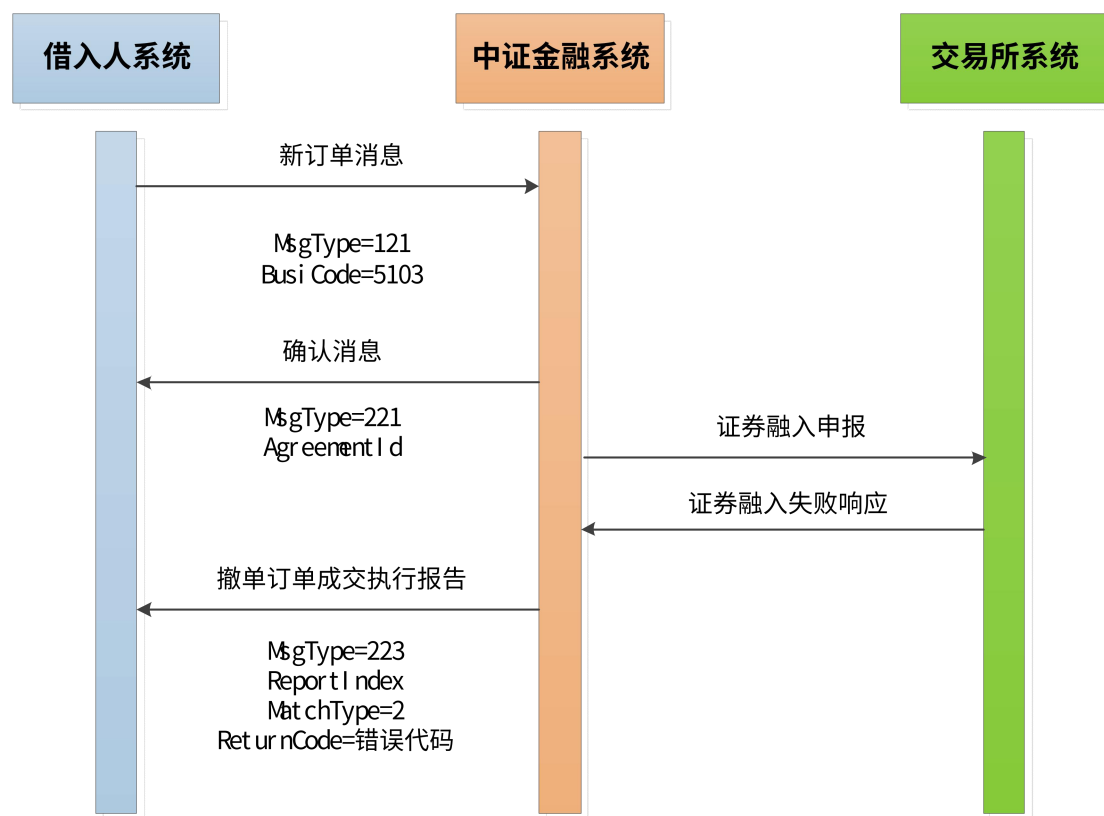 借入人系统
中证金融系统
交易所系统
新订单消息
MsgType=121
BusiCode=5103
确认消息
MsgType=221
AgreementId
证券融入申报
证券融入失败响应
撤单订单成交执行报告
MsgType=223
ReportIndex
MatchType=2
ReturnCode=错误代码